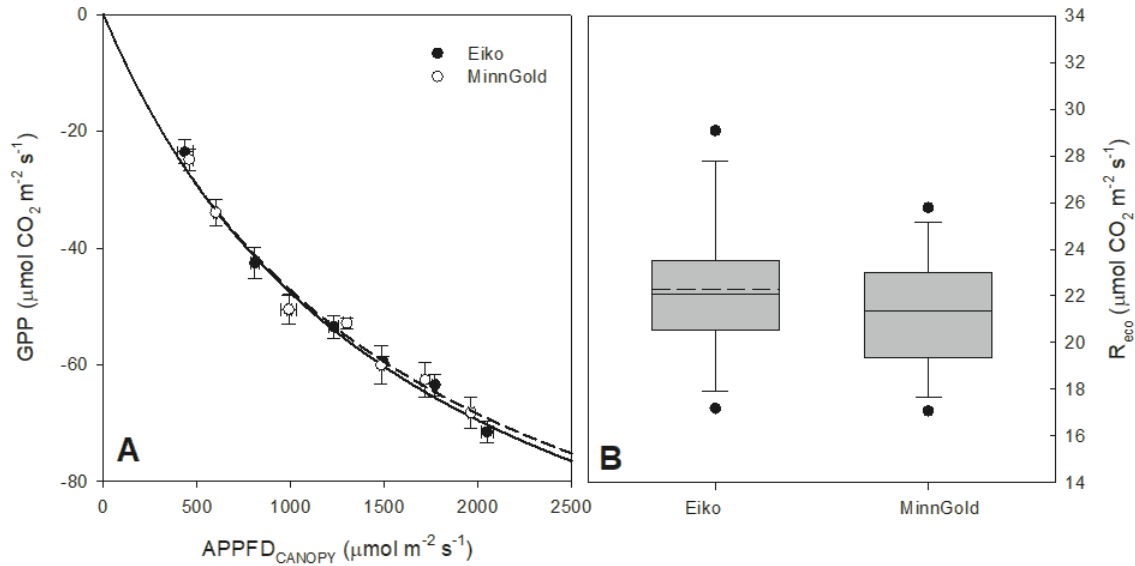 0
-20
-40
-60
-80
GPP (μmol CO₂ m⁻² s⁻¹)
Eiko
MinnGold
A
0 500 1000 1500 2000 2500
APPFD_CANOPY (μmol m⁻² s⁻¹)
B
Eiko MinnGold
34
32
30
28
26
24
22
20
18
16
14
R_eco (μmol CO₂ m⁻² s⁻¹)